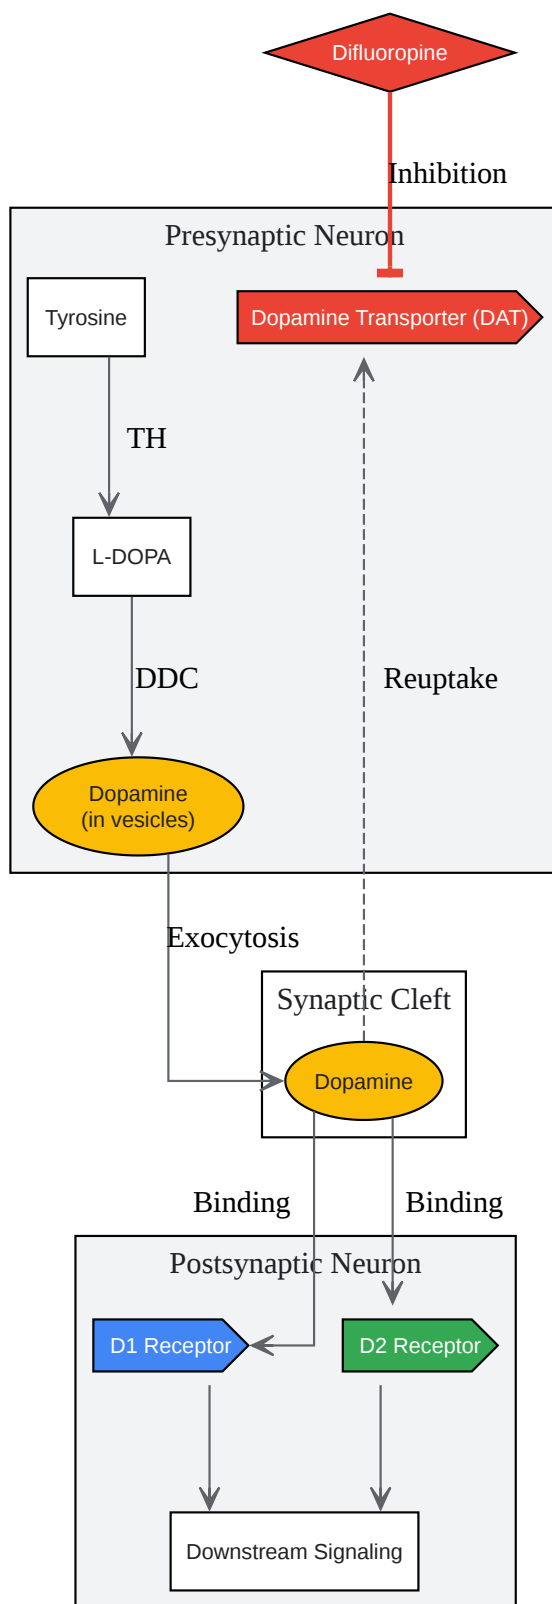 Difluoropine
Inhibition
Presynaptic Neuron
Tyrosine
Dopamine Transporter (DAT)
TH
L-DOPA
DDC
Reuptake
Dopamine
(in vesicles)
Exocytosis
Synaptic Cleft
Dopamine
Binding
Binding
Postsynaptic Neuron
D1 Receptor
D2 Receptor
Downstream Signaling